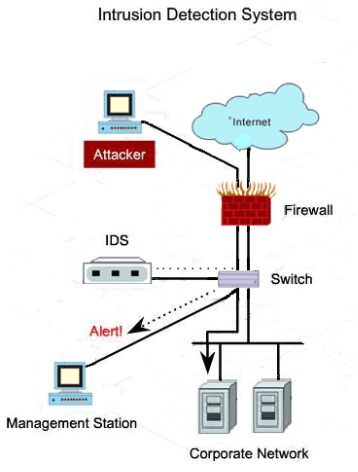 Intrusion Detection System
Internet
Attacker
Firewall
IDS
Switch
Alert!
Management Station
Corporate Network